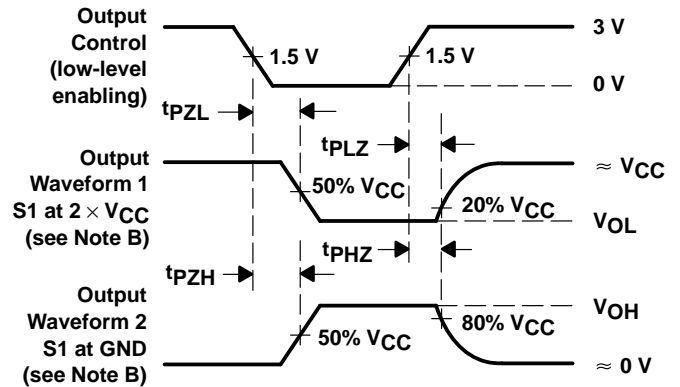 Output
Control
(low-level
enabling)
1.5 V
1.5 V
3 V
0 V
tPZL
tPLZ
Output
Waveform 1
S1 at 2 × VCC
(see Note B)
50% VCC
20% VCC
≈ VCC
VOL
tPZH
tPHZ
Output
Waveform 2
S1 at GND
(see Note B)
50% VCC
80% VCC
VOH
≈ 0 V